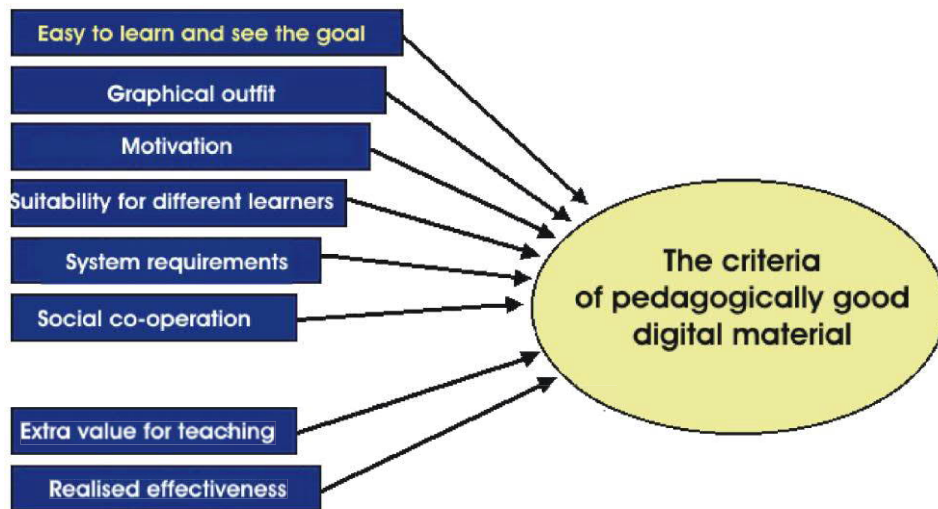 Easy to learn and see the goal
Graphical outfit
Motivation
Suitability for different learners
System requirements
Social co-operation
Extra value for teaching
Realised effectiveness
The criteria
of pedagogically good
digital material